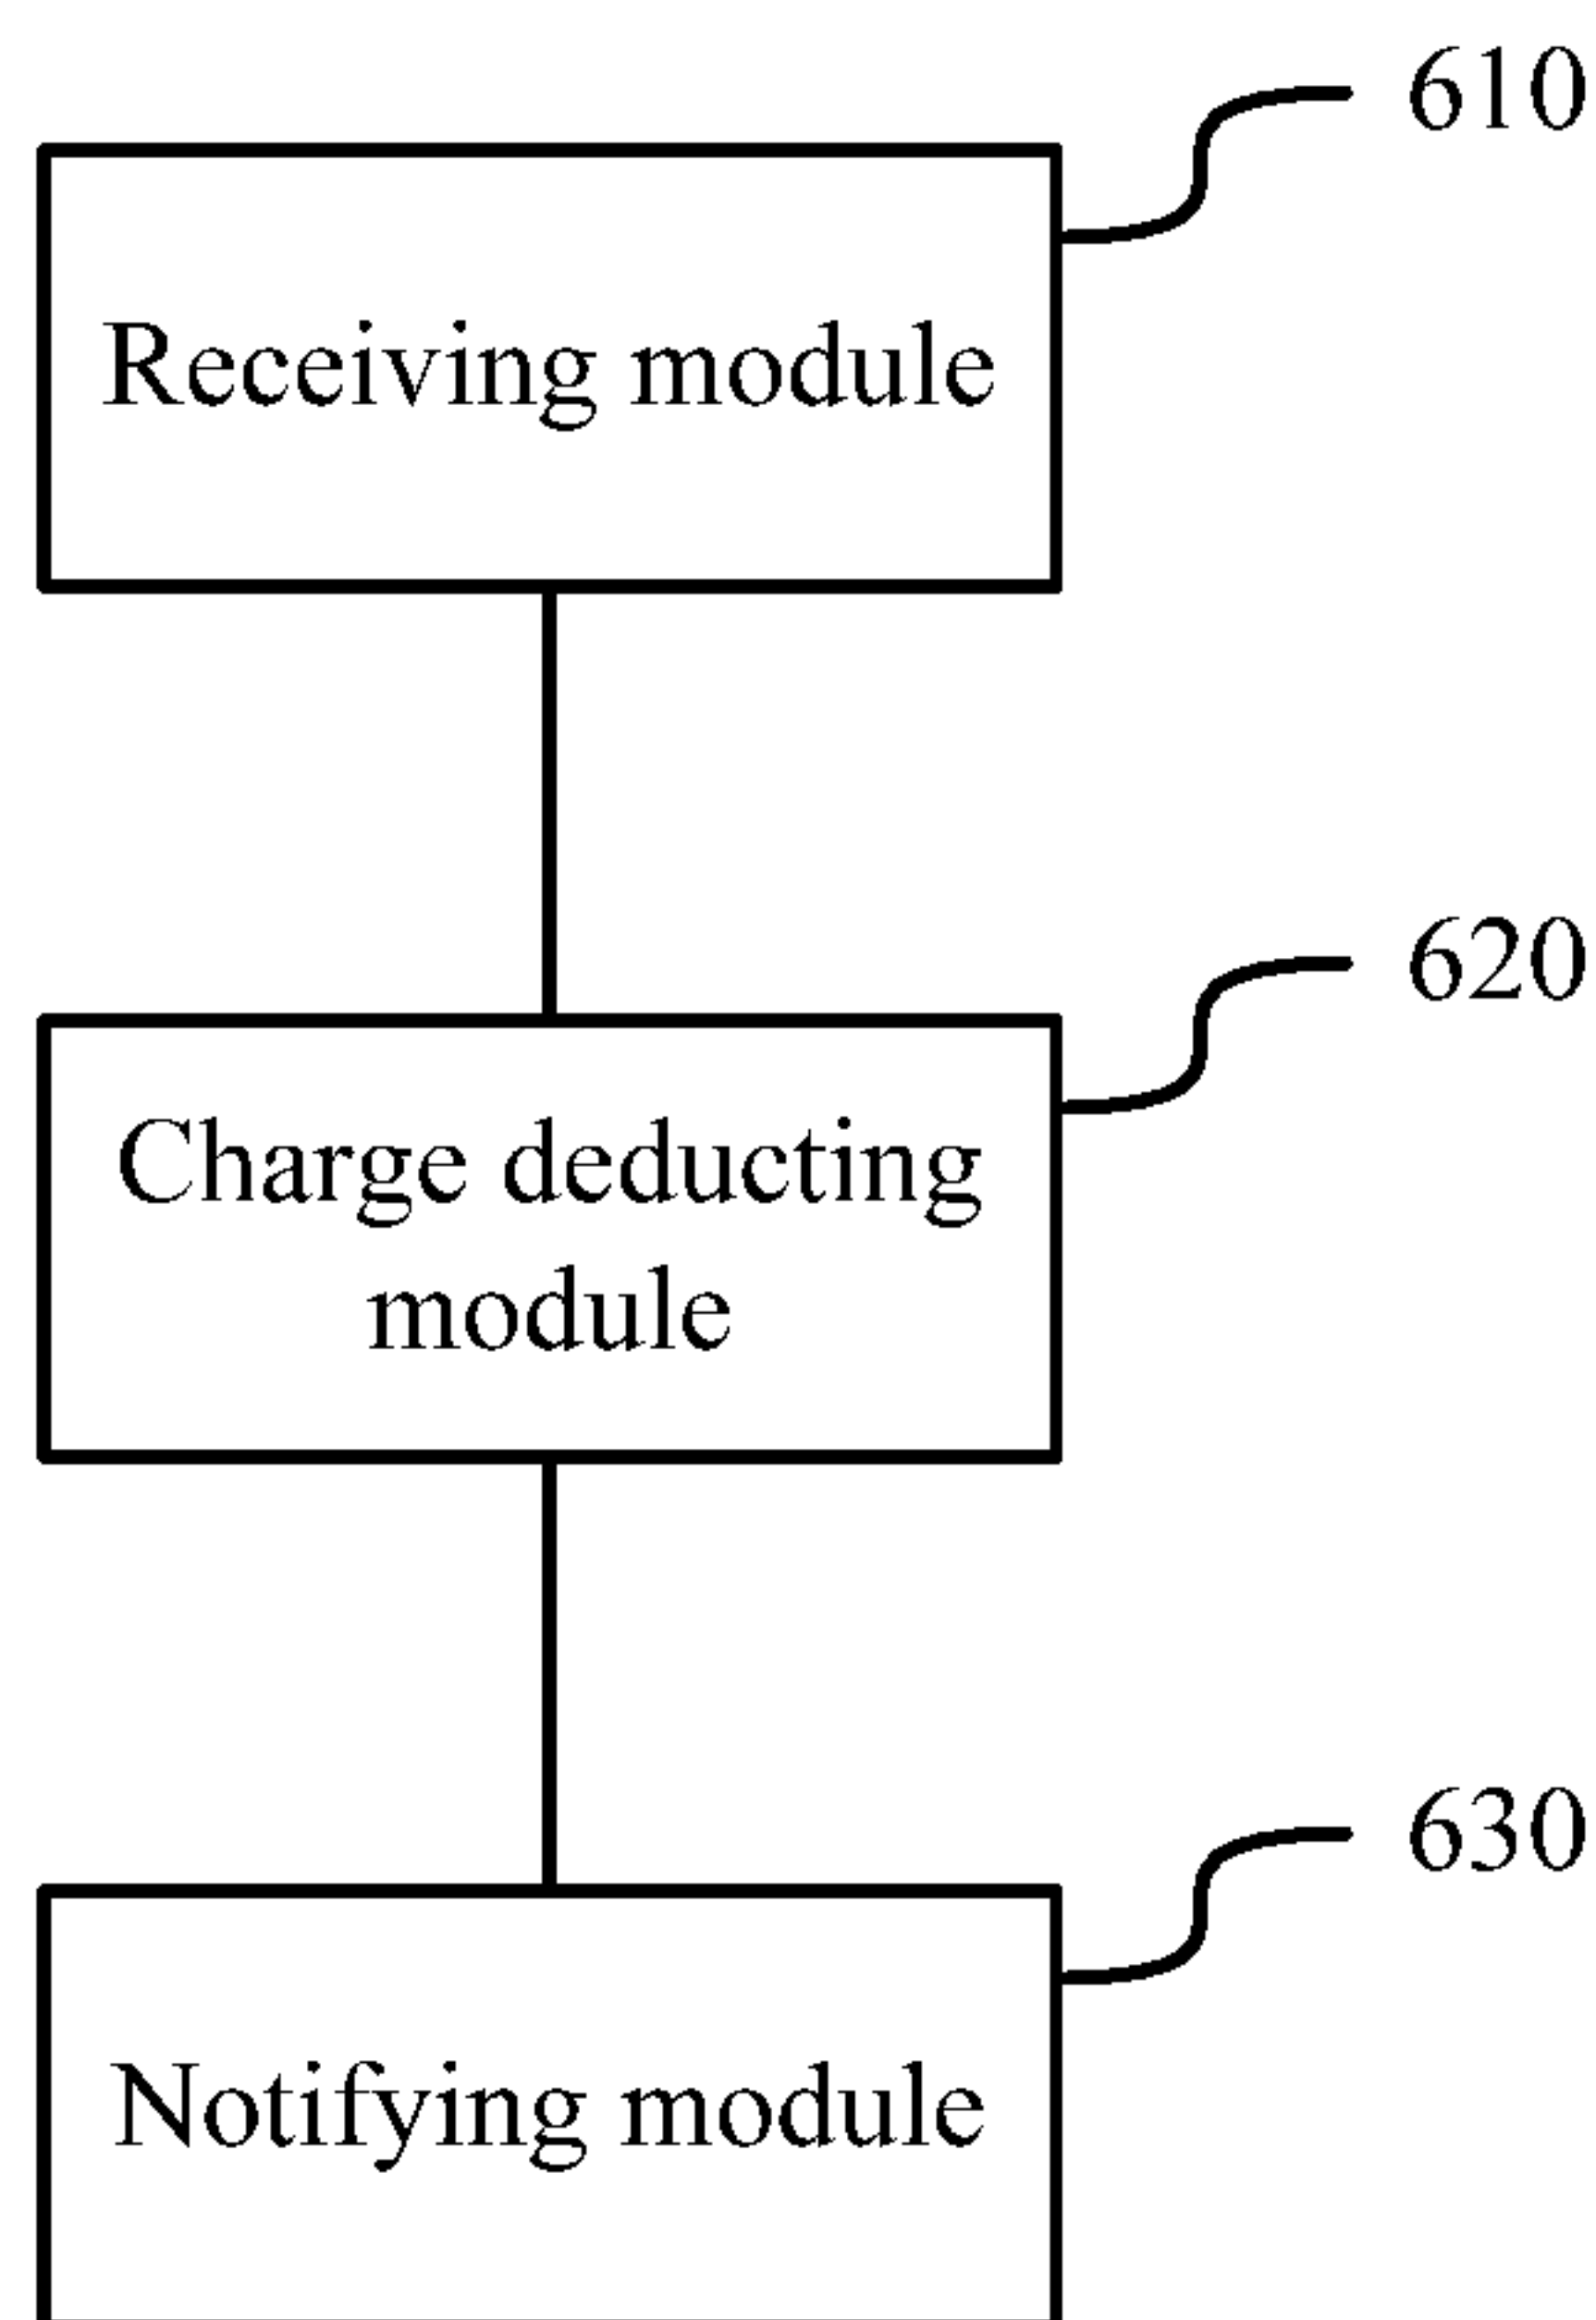 610
Receiving module
620
Charge deducting
module
630
Notifying module